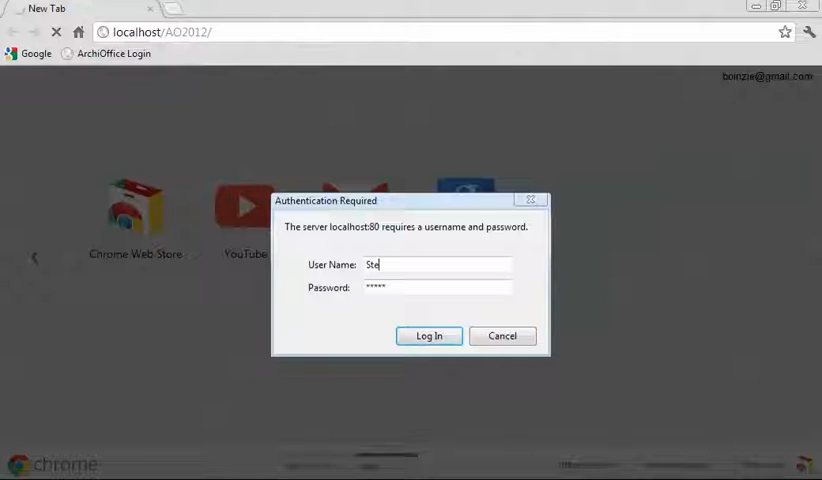 New Tab
localhost/AO2012/
Google ArchiOffice Login
boinzie@gmail.com
Authentication Required
The server localhost:80 requires a username and password.
User Name: Ste
Password: *****
Log In Cancel
Chrome Web Store YouTube
chrome